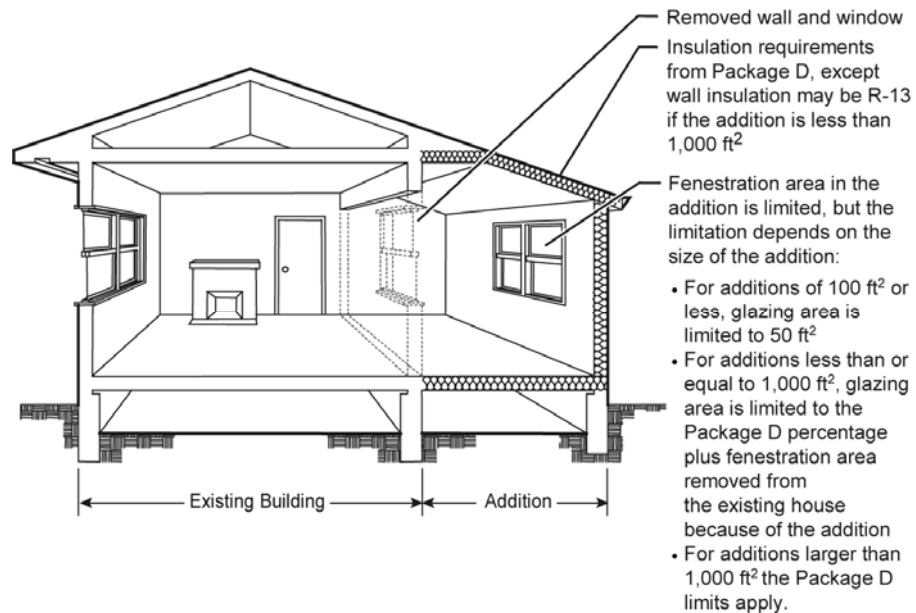 Removed wall and window
Insulation requirements
from Package D, except
wall insulation may be R-13
if the addition is less than
1,000 ft²
Fenestration area in the
addition is limited, but the
limitation depends on the
size of the addition:
• For additions of 100 ft² or
less, glazing area is
limited to 50 ft²
• For additions less than or
equal to 1,000 ft², glazing
area is limited to the
Package D percentage
plus fenestration area
removed from
the existing house
because of the addition
• For additions larger than
1,000 ft² the Package D
limits apply.
Existing Building
Addition